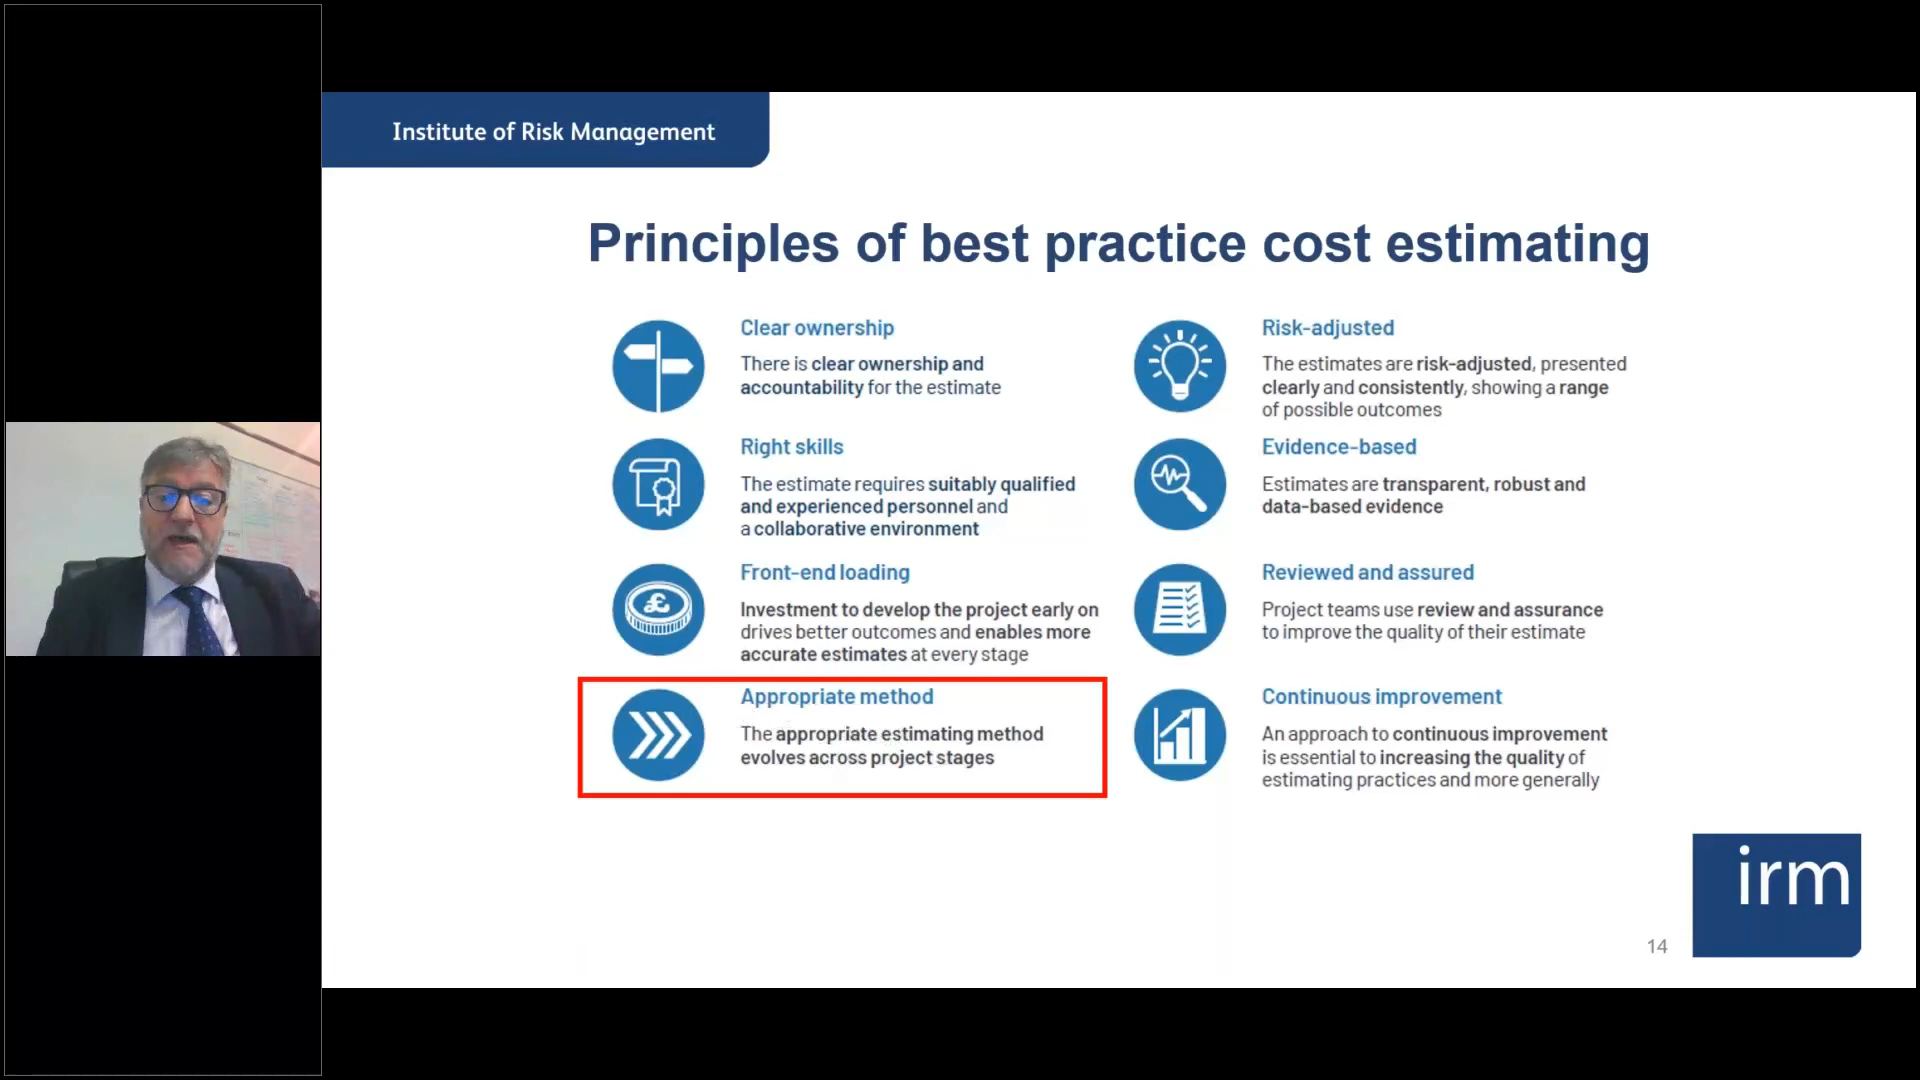 Institute of Risk Management
Principles of best practice cost estimating
Clear ownership
There is clear ownership and
accountability for the estimate
Right skills
The estimate requires suitably qualified
and experienced personnel and
a collaborative environment
Front-end loading
Investment to develop the project early on
drives better outcomes and enables more
accurate estimates at every stage
Appropriate method
The appropriate estimating method
evolves across project stages
Risk-adjusted
The estimates are risk-adjusted, presented
clearly and consistently, showing a range
of possible outcomes
Evidence-based
Estimates are transparent, robust and
data-based evidence
Reviewed and assured
Project teams use review and assurance
to improve the quality of their estimate
Continuous improvement
An approach to continuous improvement
is essential to increasing the quality of
estimating practices and more generally
irm
14